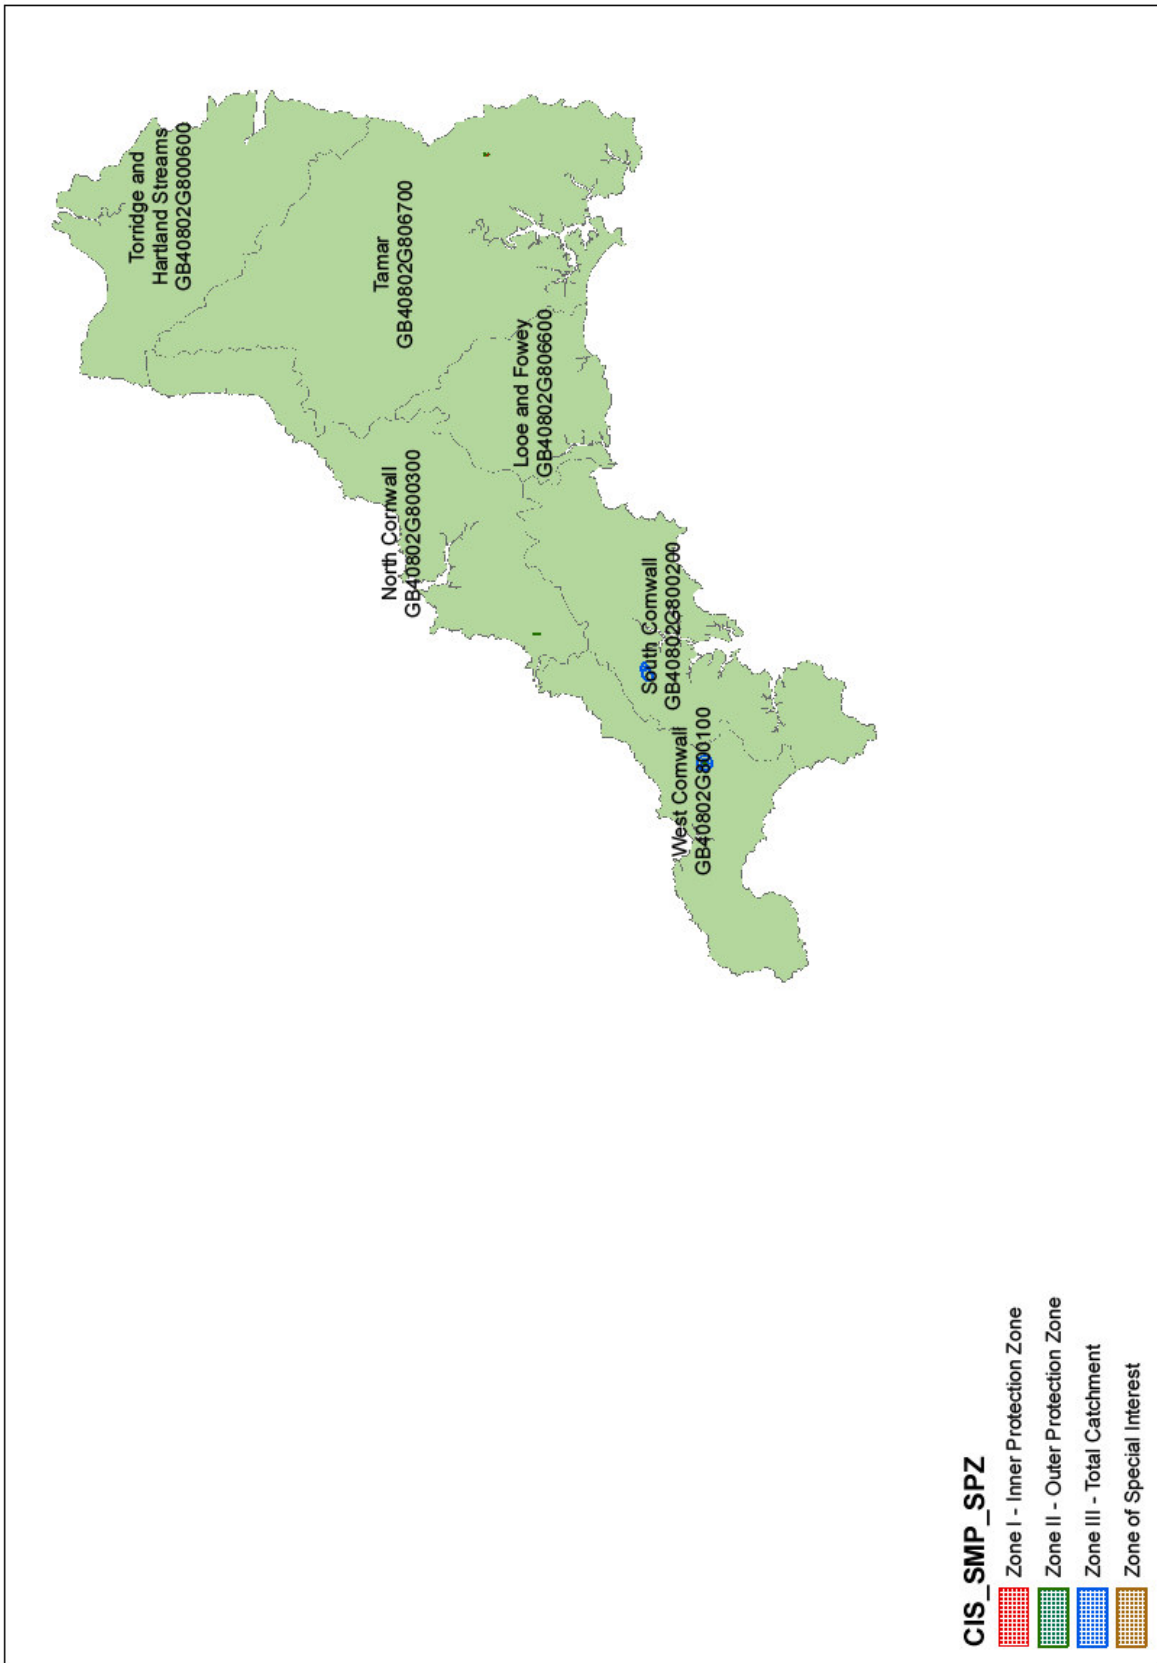 Torridge and
Hartland Streams
GB40802G800600
Tamar
GB40802G806700
Looe and Fowey
GB40802G806600
North Cornwall
GB40802G800300
South Cornwall
GB40802G800200
West Cornwall
GB40802G800100
CIS_SMP_SPZ
Zone I - Inner Protection Zone
Zone II - Outer Protection Zone
Zone III - Total Catchment
Zone of Special Interest